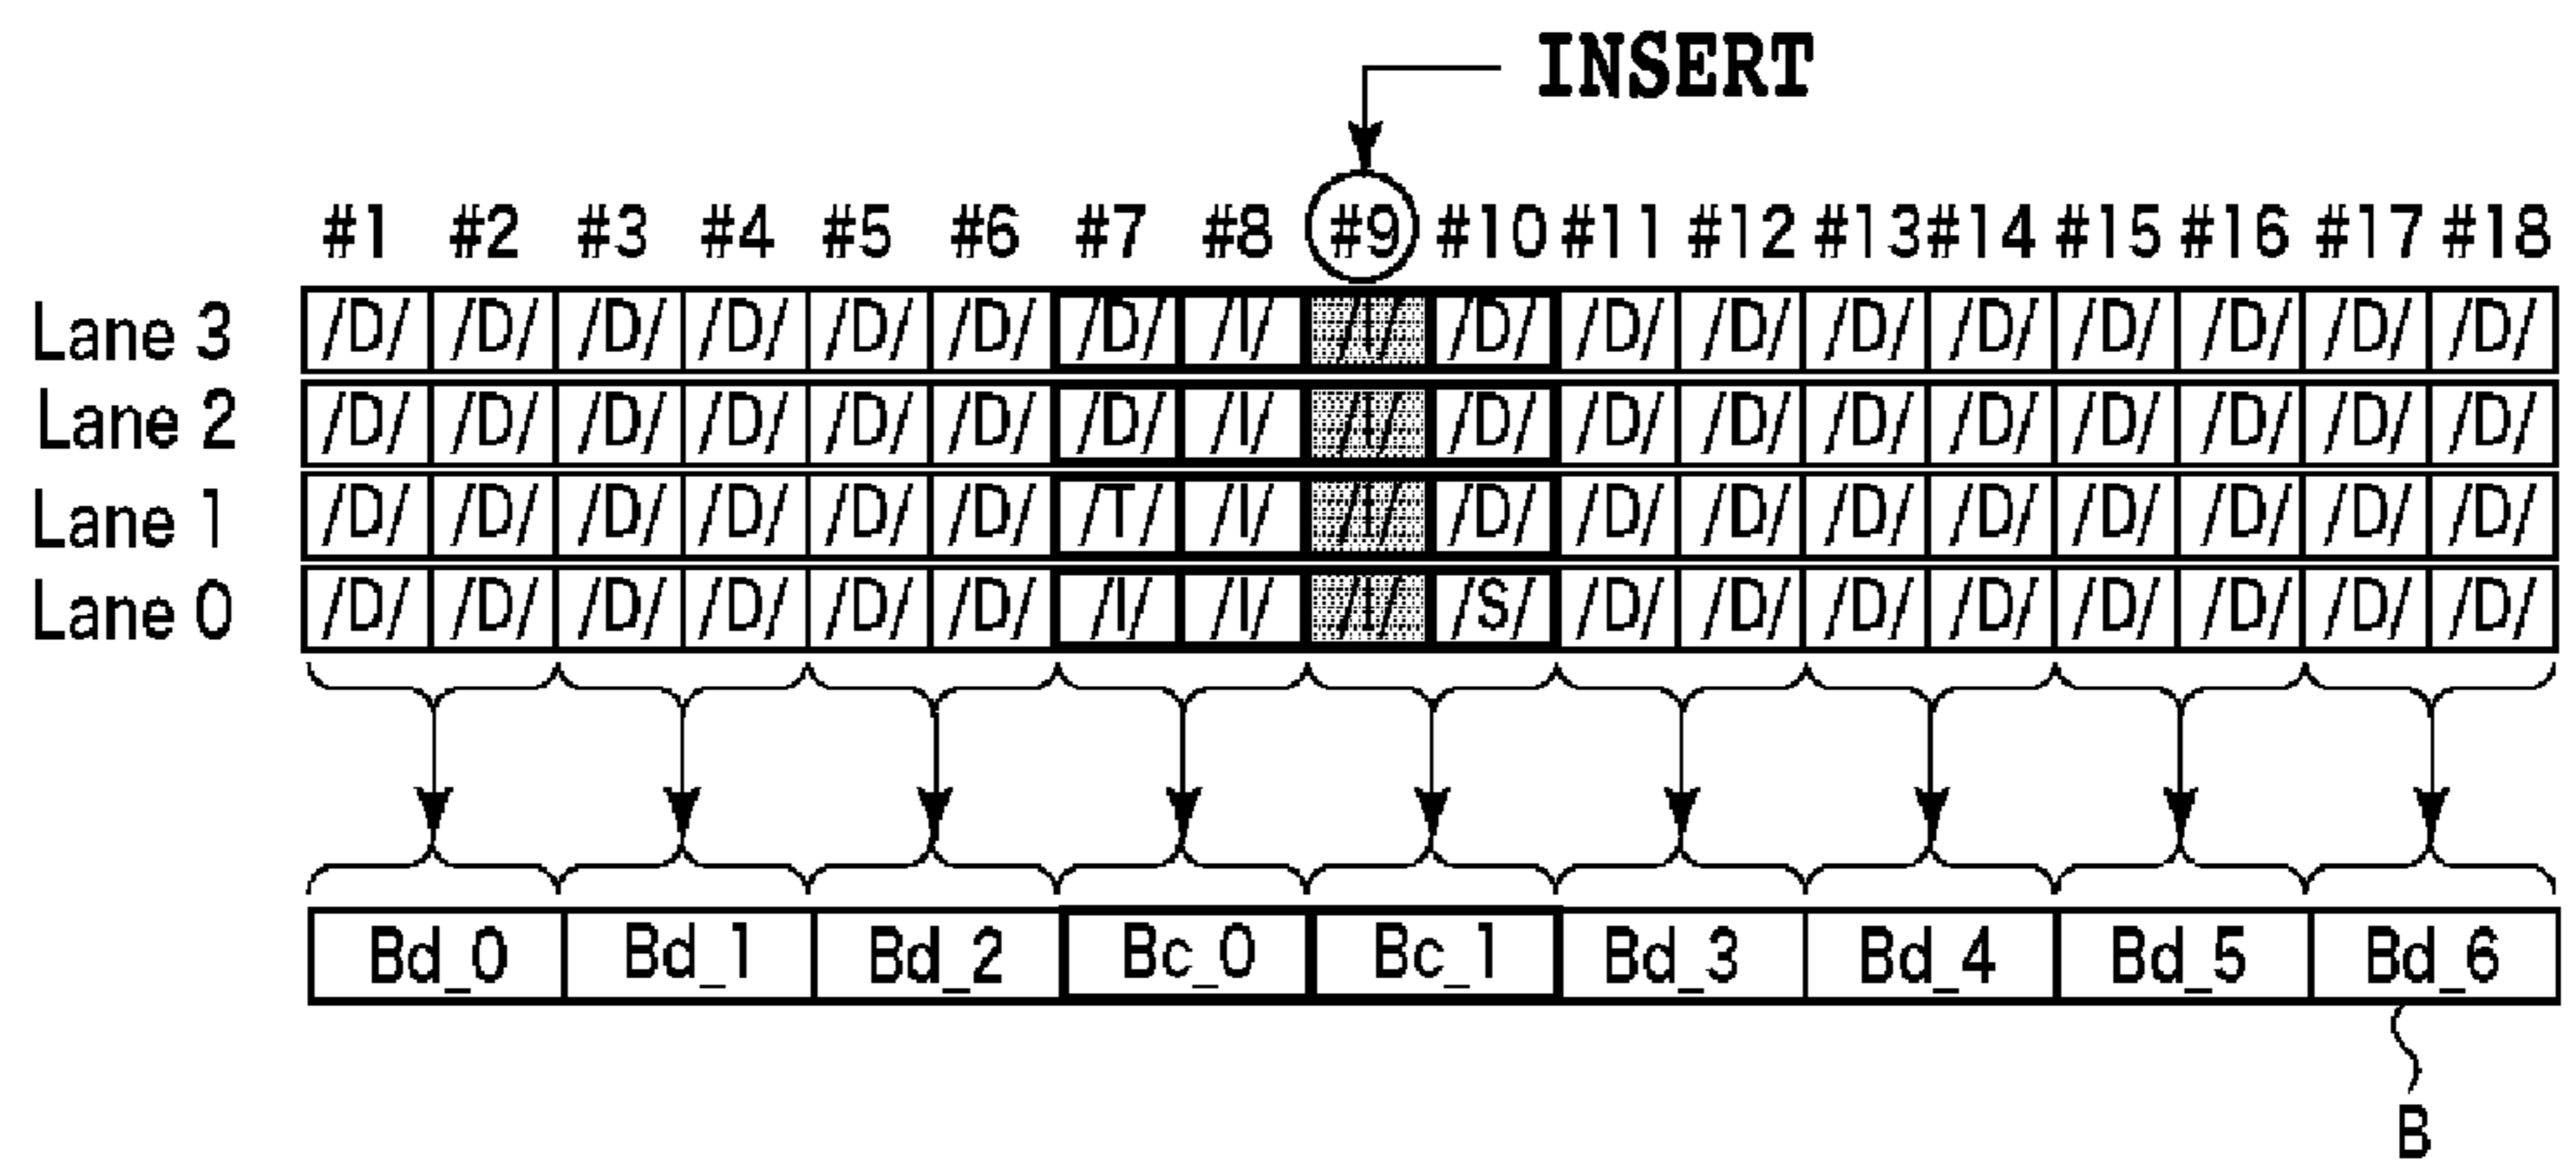 INSERT
#1 #2 #3 #4 #5 #6 #7 #8 #9 #10 #11 #12 #13 #14 #15 #16 #17 #18
Lane 3 /D/ /D/ /D/ /D/ /D/ /D/ /D/ /I/ /I/ /D/ /D/ /D/ /D/ /D/ /D/ /D/ /D/ /D/
Lane 2 /D/ /D/ /D/ /D/ /D/ /D/ /D/ /I/ /I/ /D/ /D/ /D/ /D/ /D/ /D/ /D/ /D/ /D/
Lane 1 /D/ /D/ /D/ /D/ /D/ /D/ /T/ /I/ /I/ /D/ /D/ /D/ /D/ /D/ /D/ /D/ /D/ /D/
Lane 0 /D/ /D/ /D/ /D/ /D/ /D/ /I/ /I/ /I/ /S/ /D/ /D/ /D/ /D/ /D/ /D/ /D/ /D/
Bd_0 Bd_1 Bd_2 Bc_0 Bc_1 Bd_3 Bd_4 Bd_5 Bd_6
B